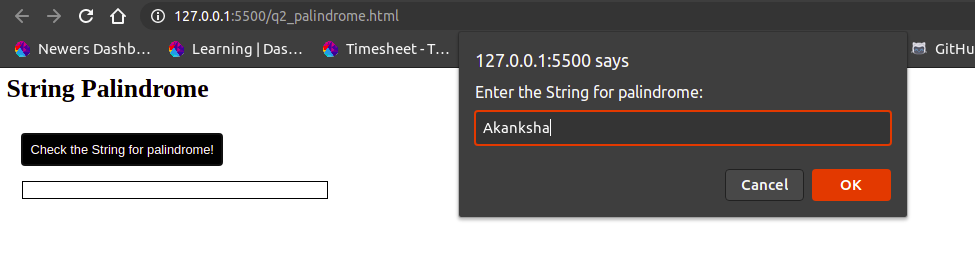 127.0.0.1:5500/q2_palindrome.html
Newers Dashb… Learning | Das… Timesheet - T… GitHu
127.0.0.1:5500 says
Enter the String for palindrome:
Akanksha
Cancel OK
String Palindrome
Check the String for palindrome!